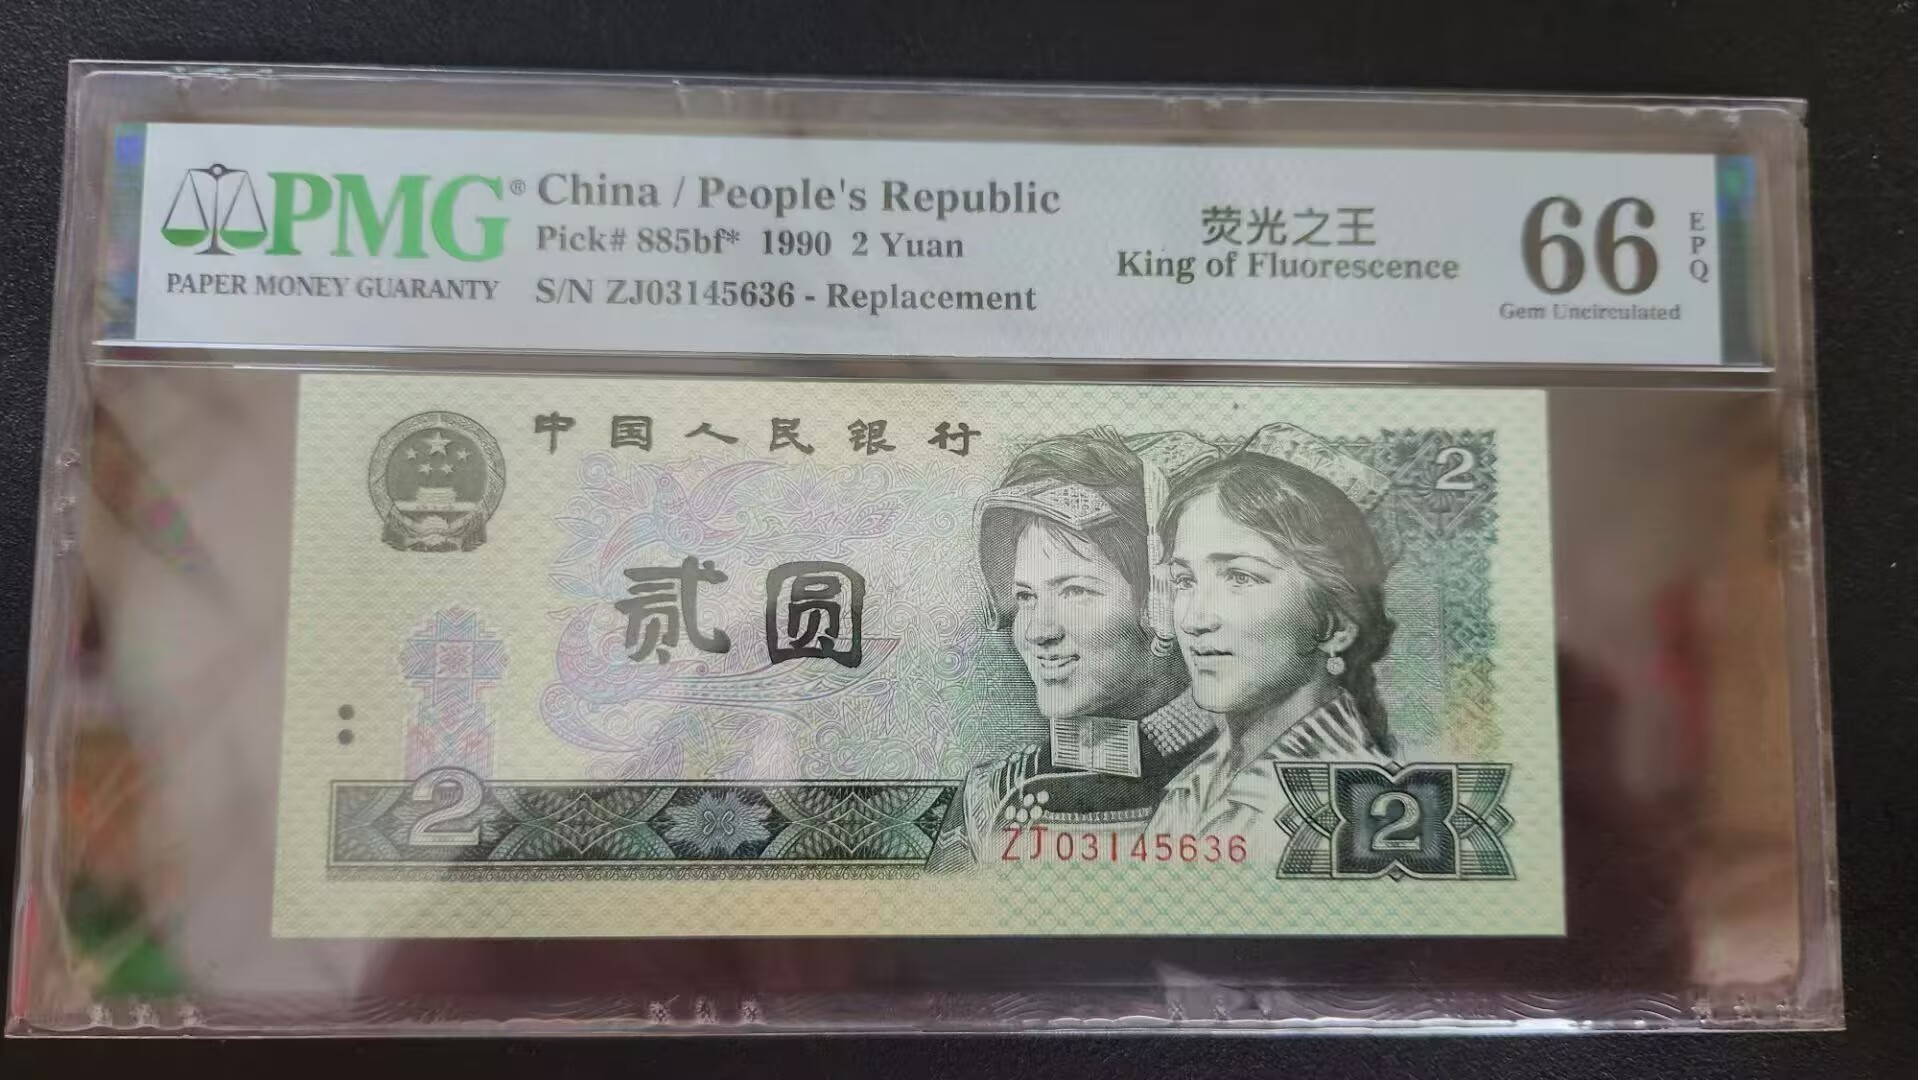 PMG®
PAPER MONEY GUARANTY
China / People's Republic
Pick# 885bf* 1990 2 Yuan
S/N ZJ03145636 - Replacement
荧光之王
King of Fluorescence
66
EPQ
Gem Uncirculated
中国人民银行
2
贰圆
2
ZJ03145636
2